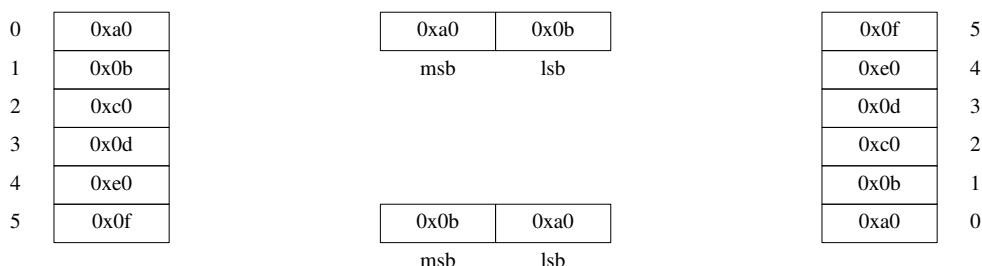 0 0xa0 0xa0 0x0b 0x0f 5
1 0x0b msb lsb 0xe0 4
2 0xc0 0x0d 3
3 0x0d 0xc0 2
4 0xe0 0x0b 1
5 0x0f 0x0b 0xa0 0xa0 0
msb lsb